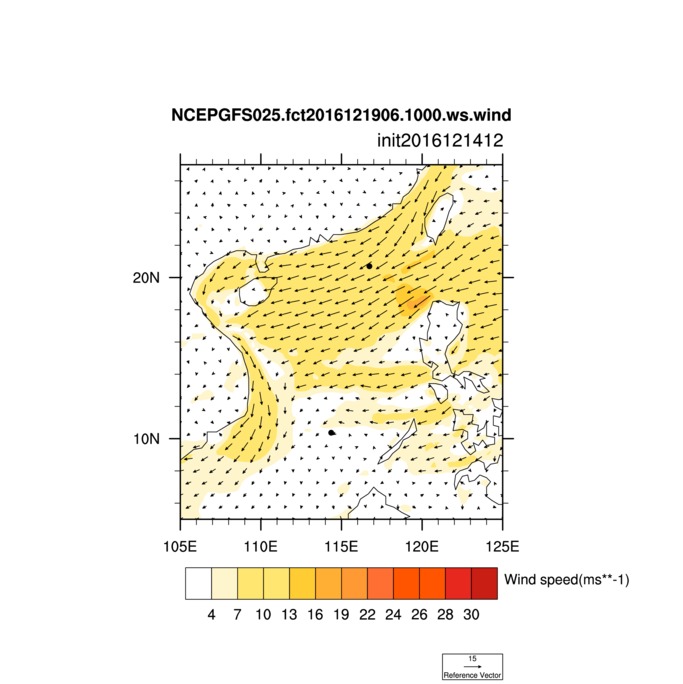 NCEPGFS025.fct2016121906.1000.ws.wind
init2016121412
20N
10N
105E 110E 115E 120E 125E
Wind speed(ms**-1)
4 7 10 13 16 19 22 24 26 28 30
15
Reference Vector